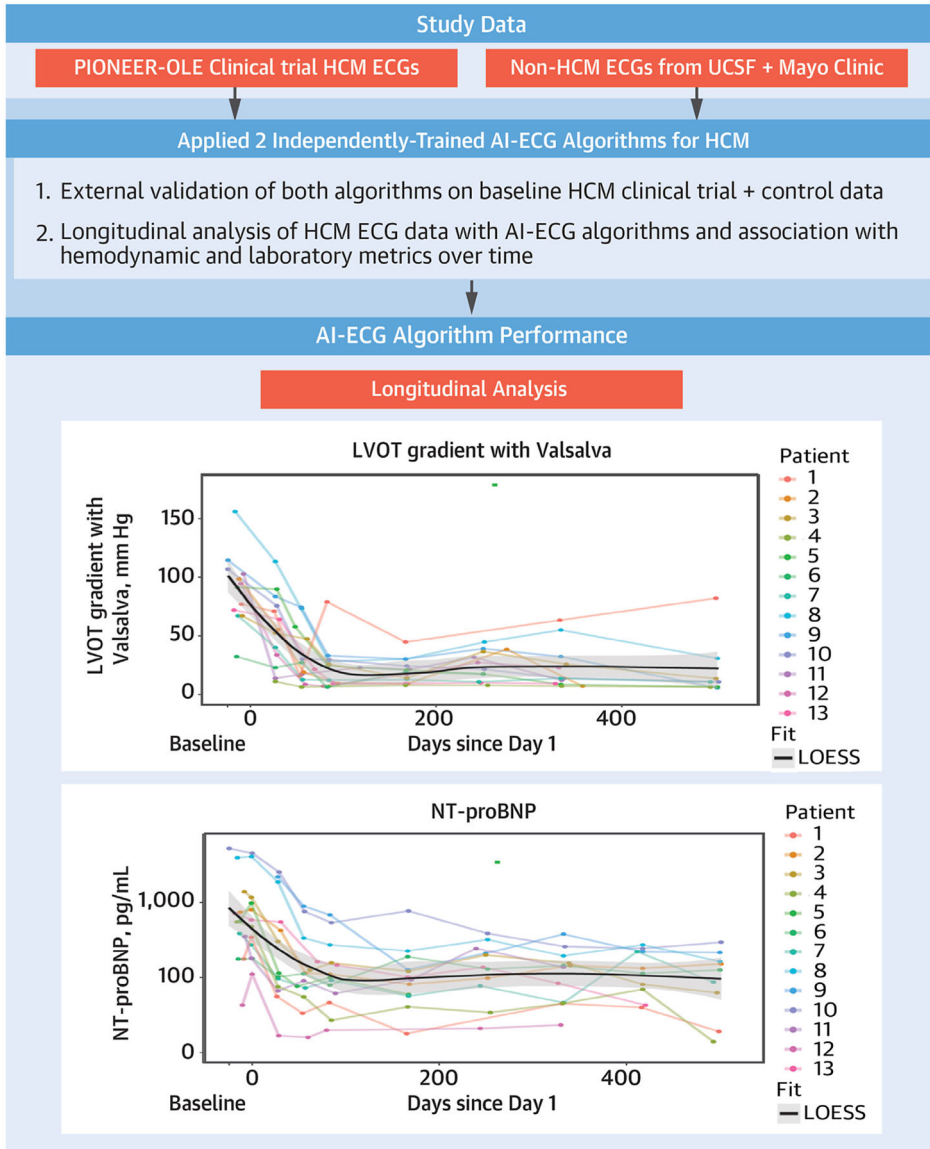 Study Data
PIONEER-OLE Clinical trial HCM ECGs
Non-HCM ECGs from UCSF + Mayo Clinic
Applied 2 Independently-Trained AI-ECG Algorithms for HCM
1. External validation of both algorithms on baseline HCM clinical trial + control data
2. Longitudinal analysis of HCM ECG data with AI-ECG algorithms and association with
hemodynamic and laboratory metrics over time
AI-ECG Algorithm Performance
Longitudinal Analysis
LVOT gradient with Valsalva
LVOT gradient with
Valsalva, mm Hg
150
100
50
0
0
200
400
Baseline
Days since Day 1
Patient
1
2
3
4
5
6
7
8
9
10
11
12
13
Fit
LOESS
NT-proBNP
NT-proBNP, pg/mL
1,000
100
0
0
200
400
Baseline
Days since Day 1
Patient
1
2
3
4
5
6
7
8
9
10
11
12
13
Fit
LOESS